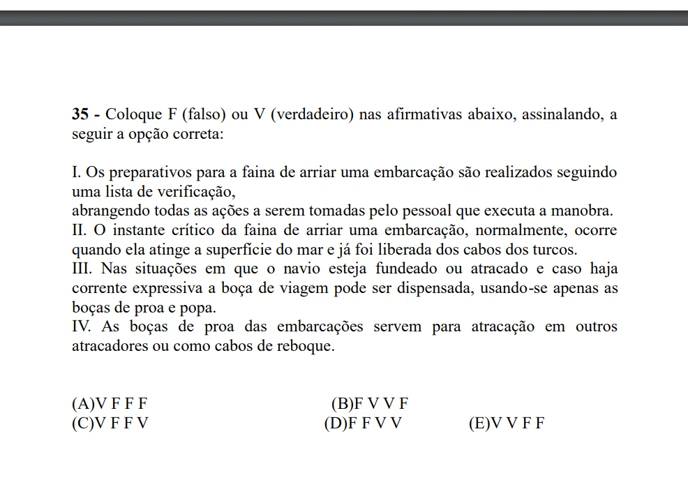 35 - Coloque F (falso) ou V (verdadeiro) nas afirmativas abaixo, assinalando, a
seguir a opção correta:
I. Os preparativos para a faina de arriar uma embarcação são realizados seguindo
uma lista de verificação,
abrangendo todas as ações a serem tomadas pelo pessoal que executa a manobra.
II. O instante crítico da faina de arriar uma embarcação, normalmente, ocorre
quando ela atinge a superfície do mar e já foi liberada dos cabos dos turcos.
III. Nas situações em que o navio esteja fundeado ou atracado e caso haja
corrente expressiva a boça de viagem pode ser dispensada, usando-se apenas as
boças de proa e popa.
IV. As boças de proa das embarcações servem para atracação em outros
atracadores ou como cabos de reboque.
(A)V F F F (B)F V V F
(C)V F F V (D)F F V V (E)V V F F